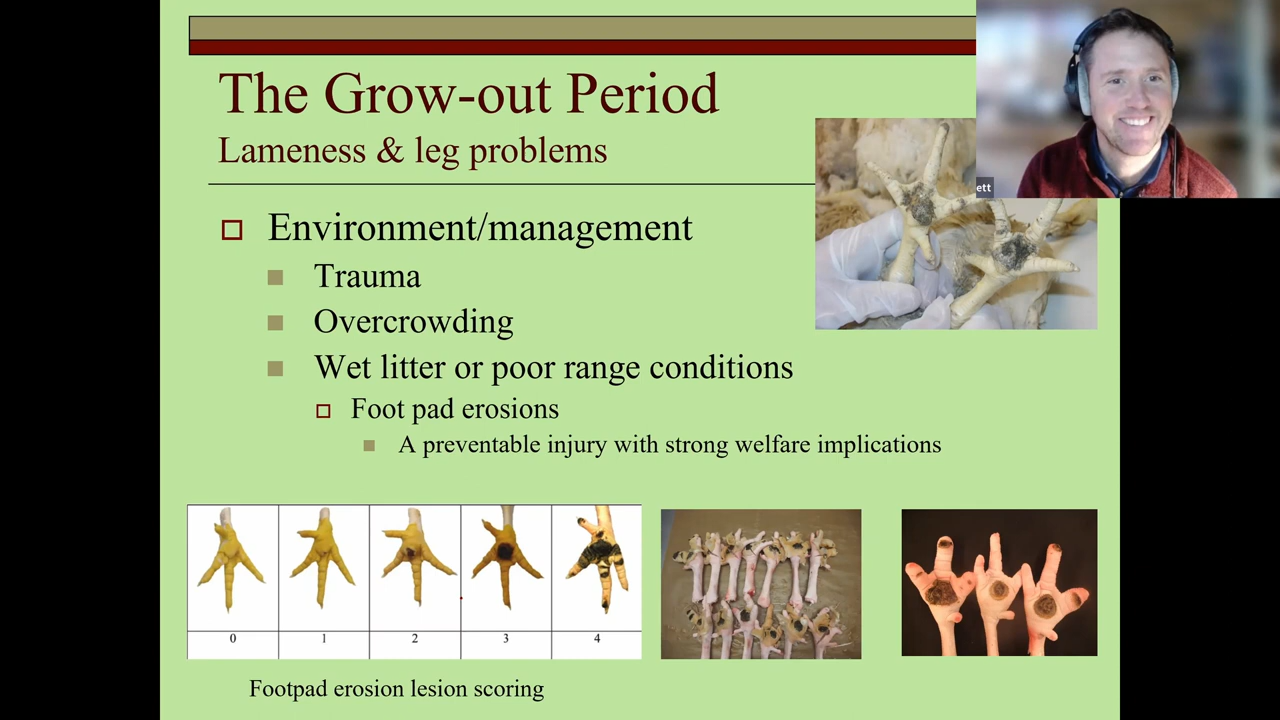 The Grow-out Period
Lameness & leg problems
ett
Environment/management
Trauma
Overcrowding
Wet litter or poor range conditions
Foot pad erosions
A preventable injury with strong welfare implications
0 1 2 3 4
Footpad erosion lesion scoring